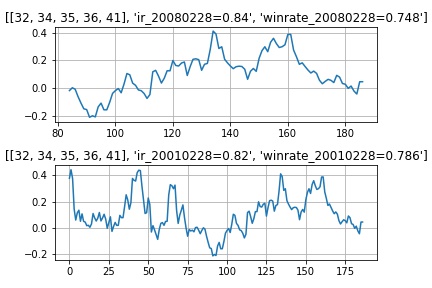 [[32, 34, 35, 36, 41], 'ir_20080228=0.84', 'winrate_20080228=0.748']
0.4
0.2
0.0
−0.2
80 100 120 140 160 180
[[32, 34, 35, 36, 41], 'ir_20010228=0.82', 'winrate_20010228=0.786']
0.4
0.2
0.0
−0.2
0 25 50 75 100 125 150 175